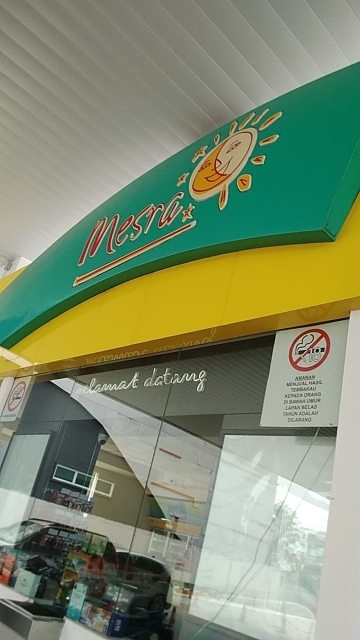 Mesra
Selamat datang
AMARAN
MENJUAL HASIL
TEMBAKAU
KEPADA ORANG
DI BAWAH UMUR
LAPAN BELAS
TAHUN ADALAH
DILARANG